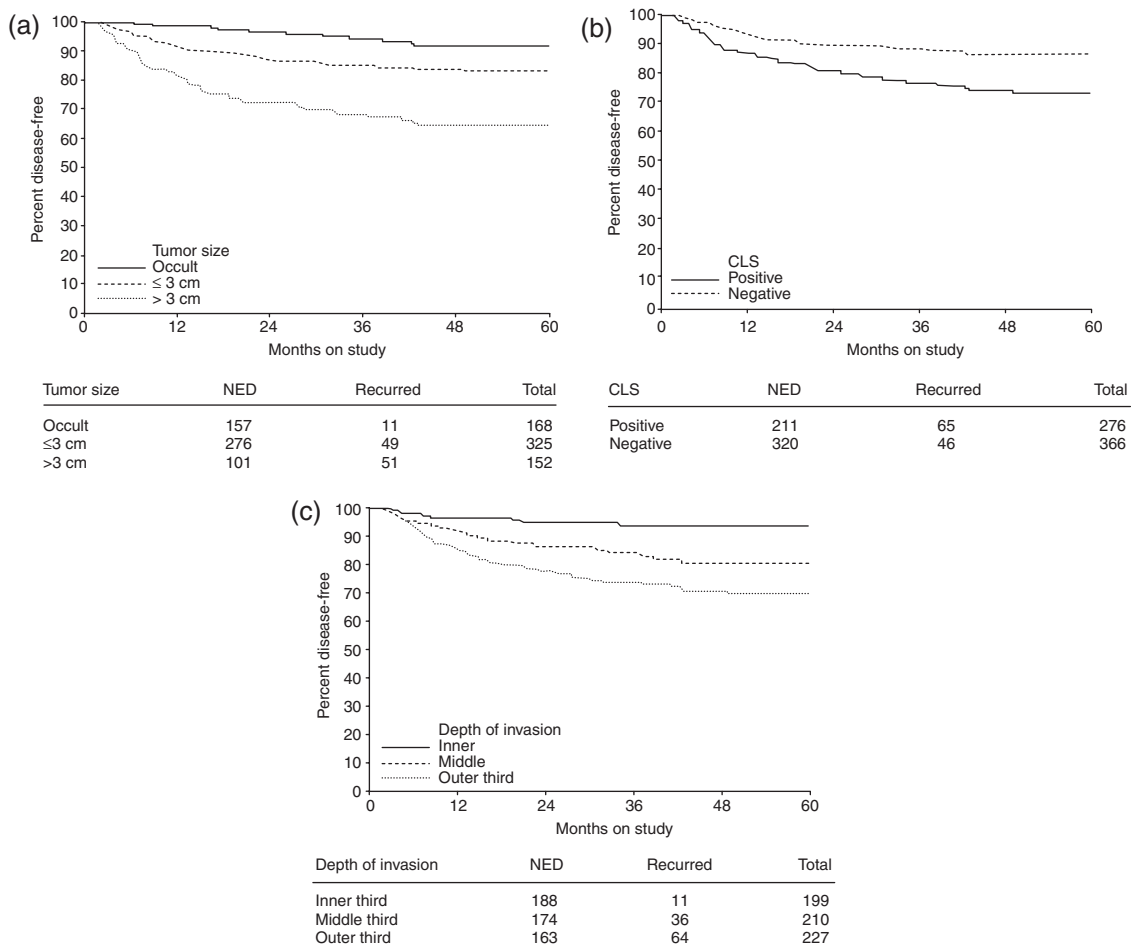 (a)
Percent disease-free
100
90
80
70
60
50
40
30
20
10
0
Tumor size
Occult
≤ 3 cm
> 3 cm
0 12 24 36 48 60
Months on study
Tumor size NED Recurred Total
Occult 157 11 168
≤3 cm 276 49 325
>3 cm 101 51 152
(b)
Percent disease-free
100
90
80
70
60
50
40
30
90
10
0
CLS
Positive
Negative
0 12 24 36 48 60
Months on study
CLS NED Recurred Total
Positive 211 65 276
Negative 320 46 366
(c)
Percent disease-free
100
90
80
70
60
50
40
30
20
10
0
Depth of invasion
Inner
Middle
Outer third
0 12 24 36 48 60
Months on study
Depth of invasion NED Recurred Total
Inner third 188 11 199
Middle third 174 36 210
Outer third 163 64 227